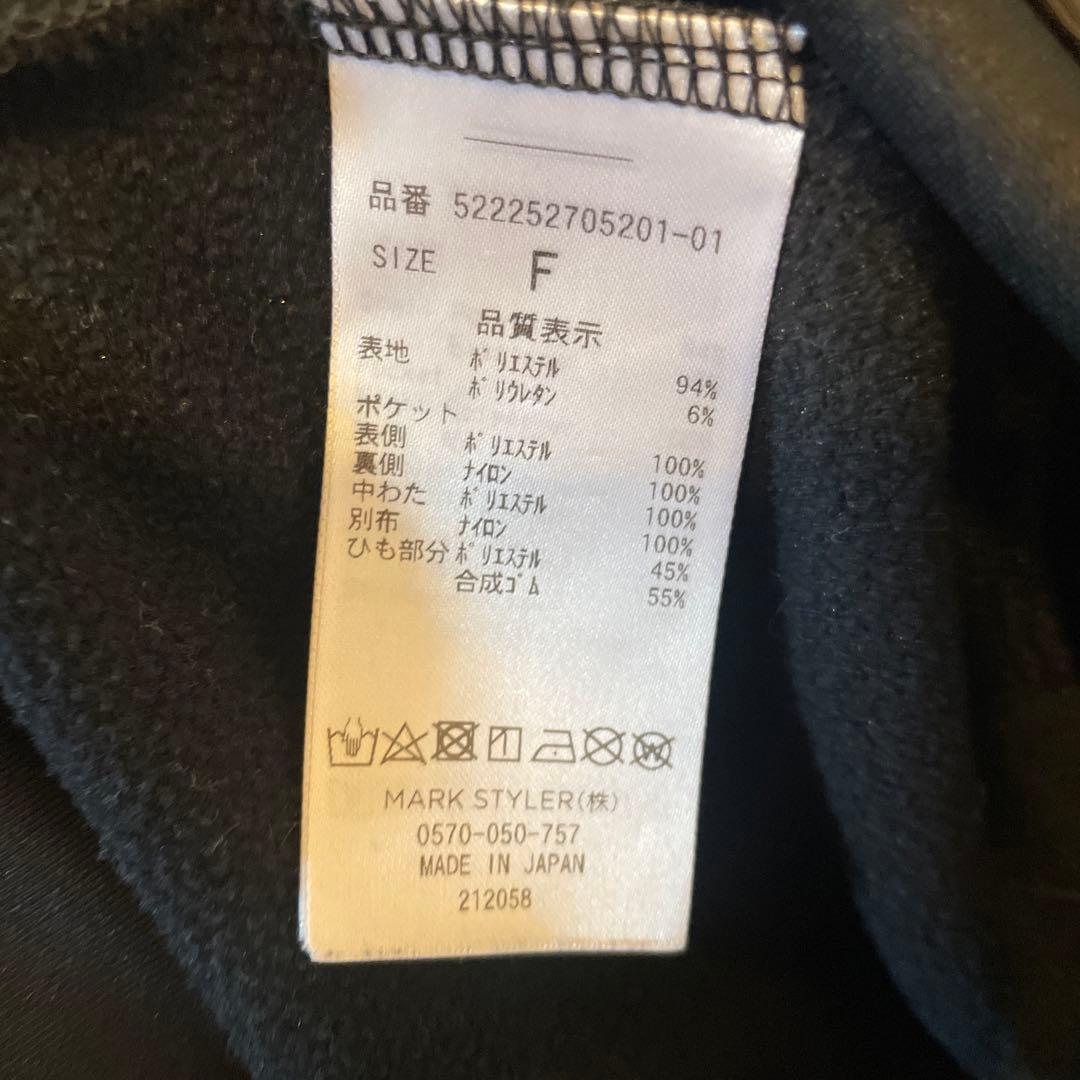 品番 522252705201-01
SIZE F
品質表示
表地 ﾎﾟﾘｴｽﾃﾙ 94%
ﾎﾟﾘｳﾚﾀﾝ 6%
ポケット
表側 ﾎﾟﾘｴｽﾃﾙ 100%
裏側 ﾅｲﾛﾝ 100%
中わた ﾎﾟﾘｴｽﾃﾙ 100%
別布 ﾅｲﾛﾝ 100%
ひも部分 ﾎﾟﾘｴｽﾃﾙ 45%
合成ｺﾞﾑ 55%
MARK STYLER(株)
0570-050-757
MADE IN JAPAN
212058